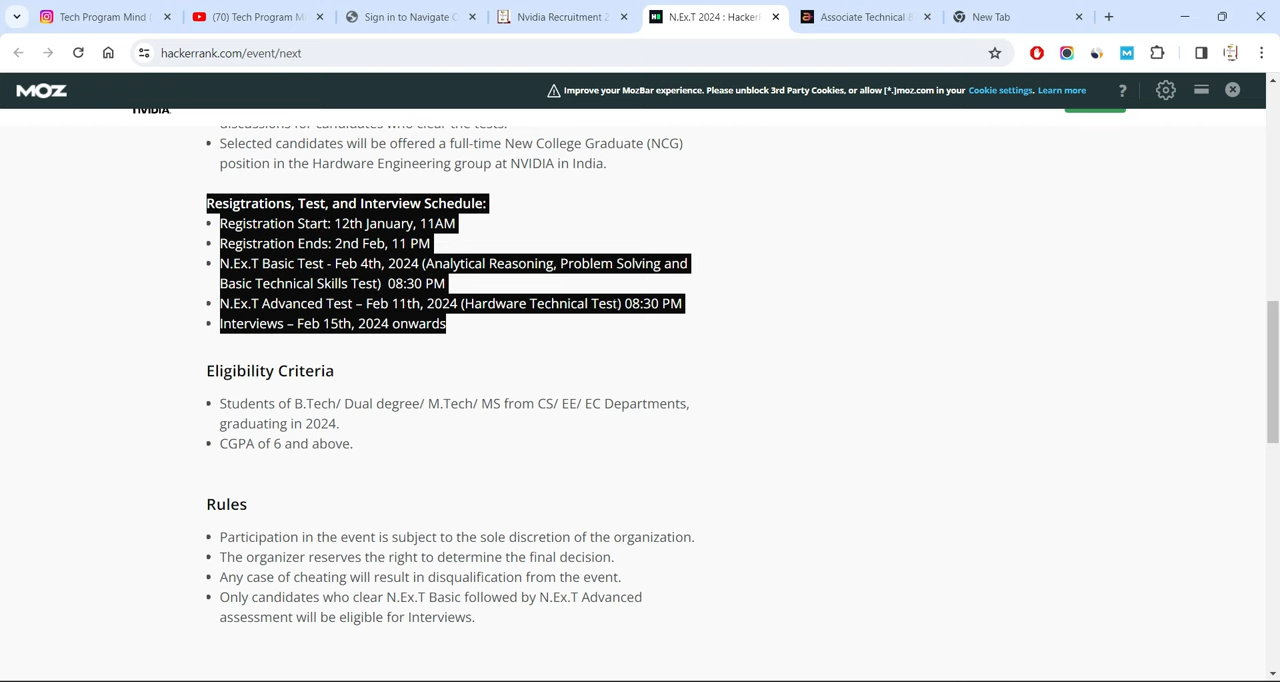 Tech Program Mind
(70) Tech Program M
Sign in to Navigate C
Nvidia Recruitment 2
N.Ex.T 2024 : Hacker
Associate Technical
New Tab
hackerrank.com/event/next
MOZ
Improve your MozBar experience. Please unblock 3rd Party Cookies, or allow [*.]moz.com in your Cookie settings. Learn more
NVIDIA.
discussions for candidates who clear the tests.
Selected candidates will be offered a full-time New College Graduate (NCG)
position in the Hardware Engineering group at NVIDIA in India.
Resigtrations, Test, and Interview Schedule:
Registration Start: 12th January, 11AM
Registration Ends: 2nd Feb, 11 PM
N.Ex.T Basic Test - Feb 4th, 2024 (Analytical Reasoning, Problem Solving and
Basic Technical Skills Test)  08:30 PM
N.Ex.T Advanced Test – Feb 11th, 2024 (Hardware Technical Test) 08:30 PM
Interviews – Feb 15th, 2024 onwards
Eligibility Criteria
Students of B.Tech/ Dual degree/ M.Tech/ MS from CS/ EE/ EC Departments,
graduating in 2024.
CGPA of 6 and above.
Rules
Participation in the event is subject to the sole discretion of the organization.
The organizer reserves the right to determine the final decision.
Any case of cheating will result in disqualification from the event.
Only candidates who clear N.Ex.T Basic followed by N.Ex.T Advanced
assessment will be eligible for Interviews.